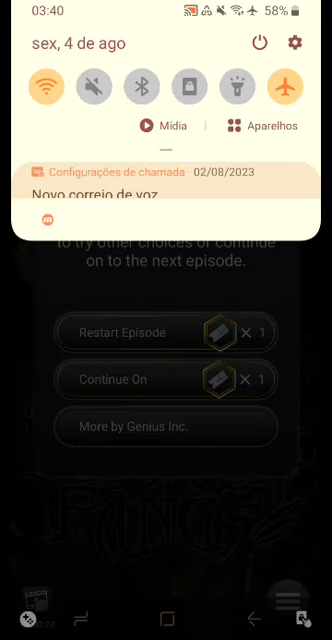 03:40
58%
sex, 4 de ago
Mídia
Aparelhos
Configurações de chamada 02/08/2023
Novo correio de voz
to try other choices or continue
on to the next episode.
Restart Episode × 1
Continue On × 1
More by Genius Inc.
FANGS